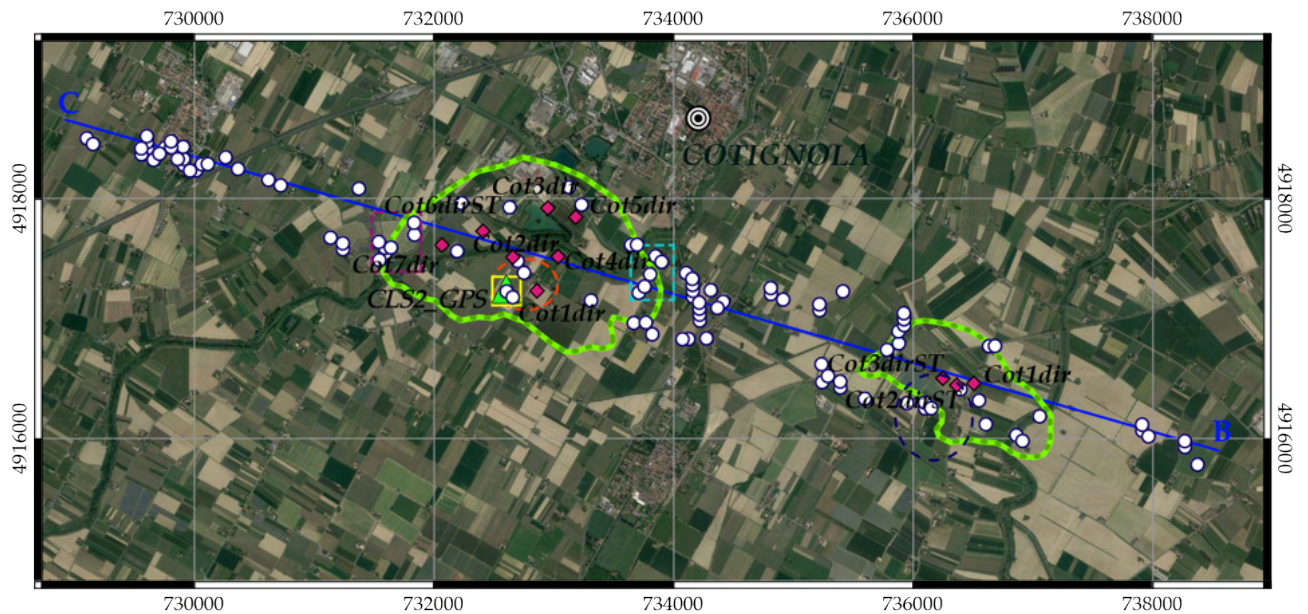 730000 732000 734000 736000 738000
C
COTIGNOLA
4918000 4918000
Cot3dir
Cot6dirST Cot5dir
Cot2dir
Cot7dir Cot4dir
CLS2_GPS
Cot1dir
Cot3dirST Cot1dir
Cot2dirST
B
4916000 4916000
730000 732000 734000 736000 738000